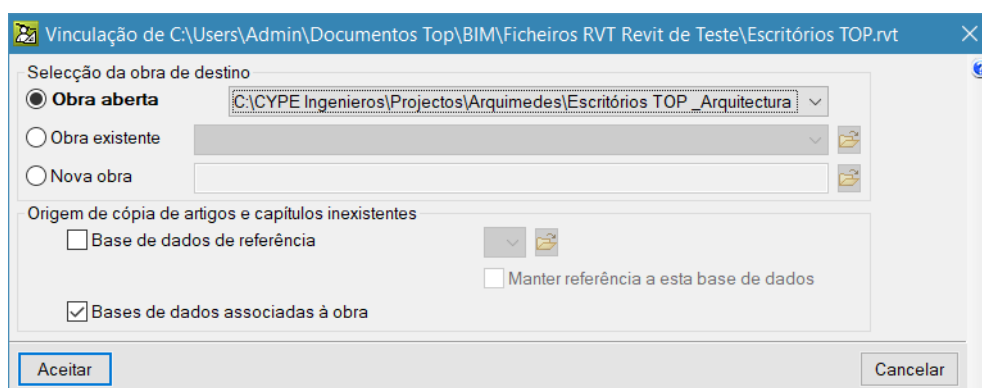 Vinculação de C:\Users\Admin\Documentos Top\BIM\Ficheiros RVT Revit de Teste\Escritórios TOP.rvt
Selecção da obra de destino
Obra aberta C:\CYPE Ingenieros\Projectos\Arquimedes\Escritórios TOP _Arquitectura
Obra existente
Nova obra
Origem de cópia de artigos e capítulos inexistentes
Base de dados de referência
Manter referência a esta base de dados
Bases de dados associadas à obra
Aceitar Cancelar